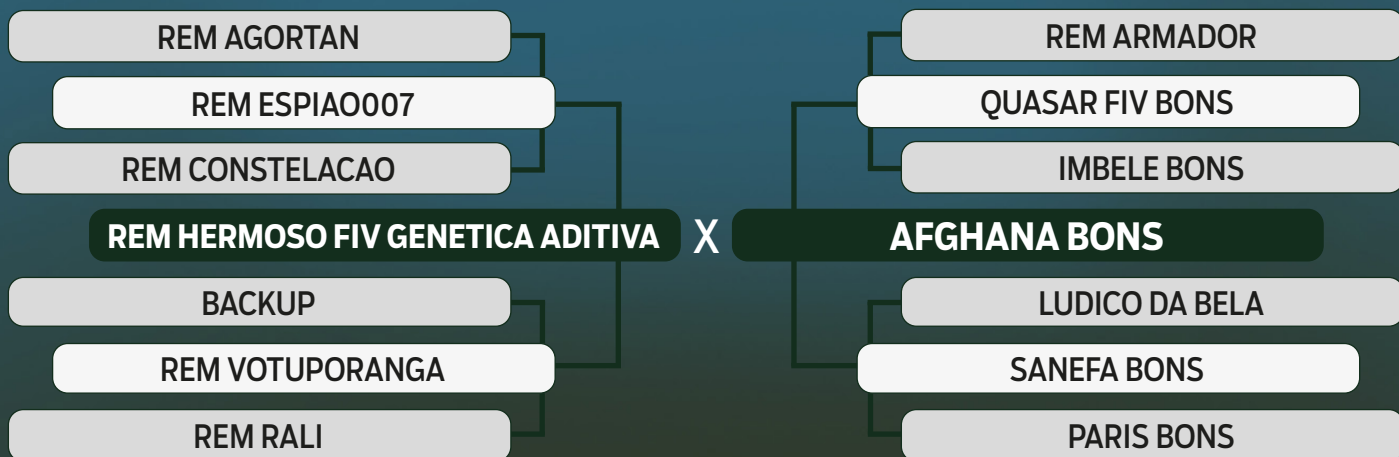 REM AGORTAN
REM ESPIAO007
REM CONSTELACAO
REM HERMOSO FIV GENETICA ADITIVA
BACKUP
REM VOTUPORANGA
REM RALI
X
REM ARMADOR
QUASAR FIV BONS
IMBELE BONS
AFGHANA BONS
LUDICO DA BELA
SANEFA BONS
PARIS BONS